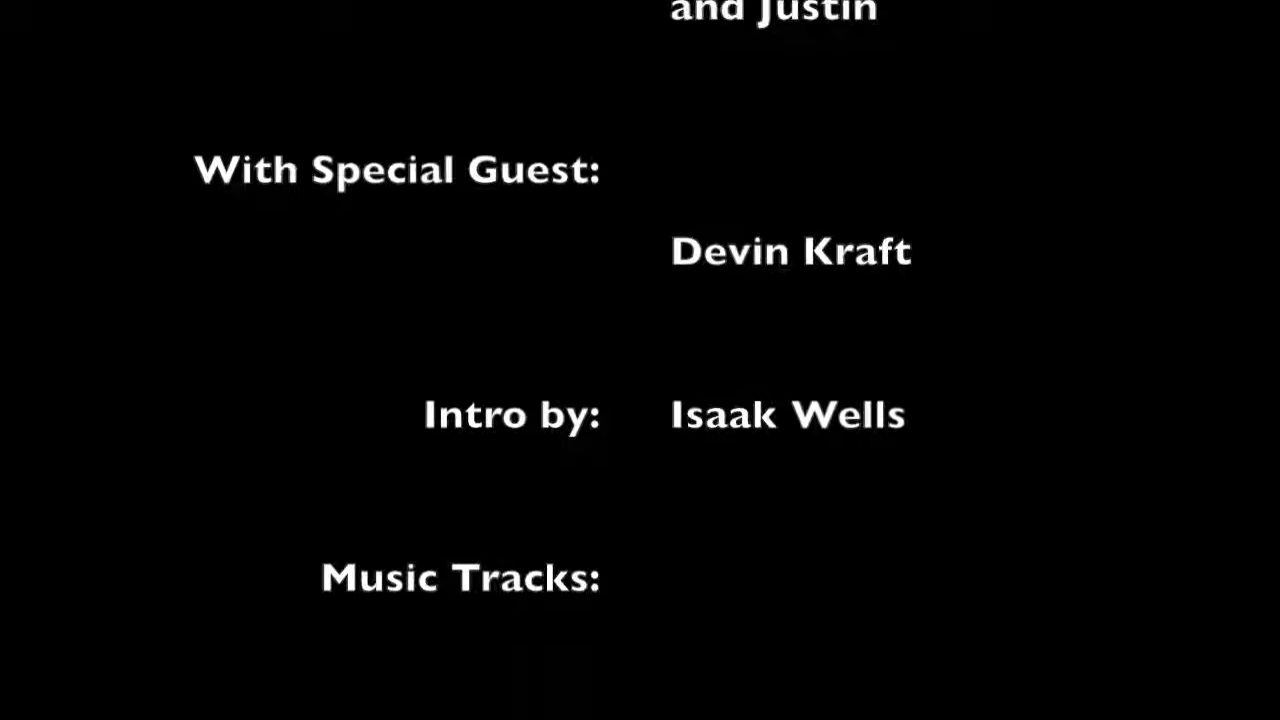 and Justin
With Special Guest:
Devin Kraft
Intro by: Isaak Wells
Music Tracks: